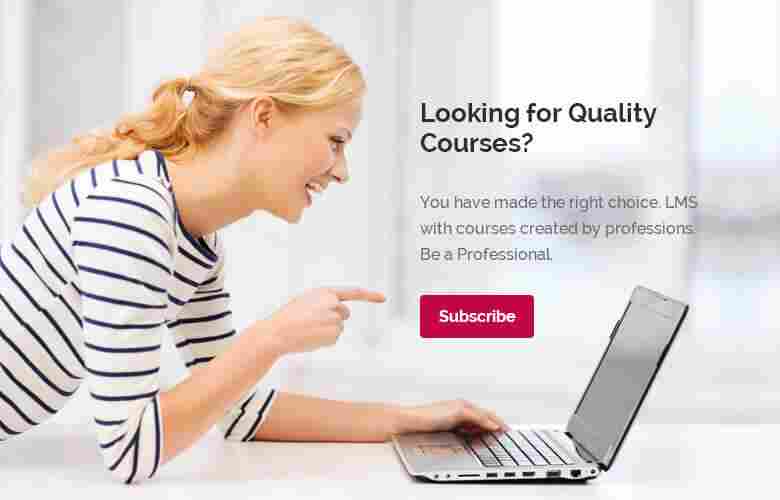 Looking for Quality
Courses?
You have made the right choice. LMS
with courses created by professions.
Be a Professional.
Subscribe